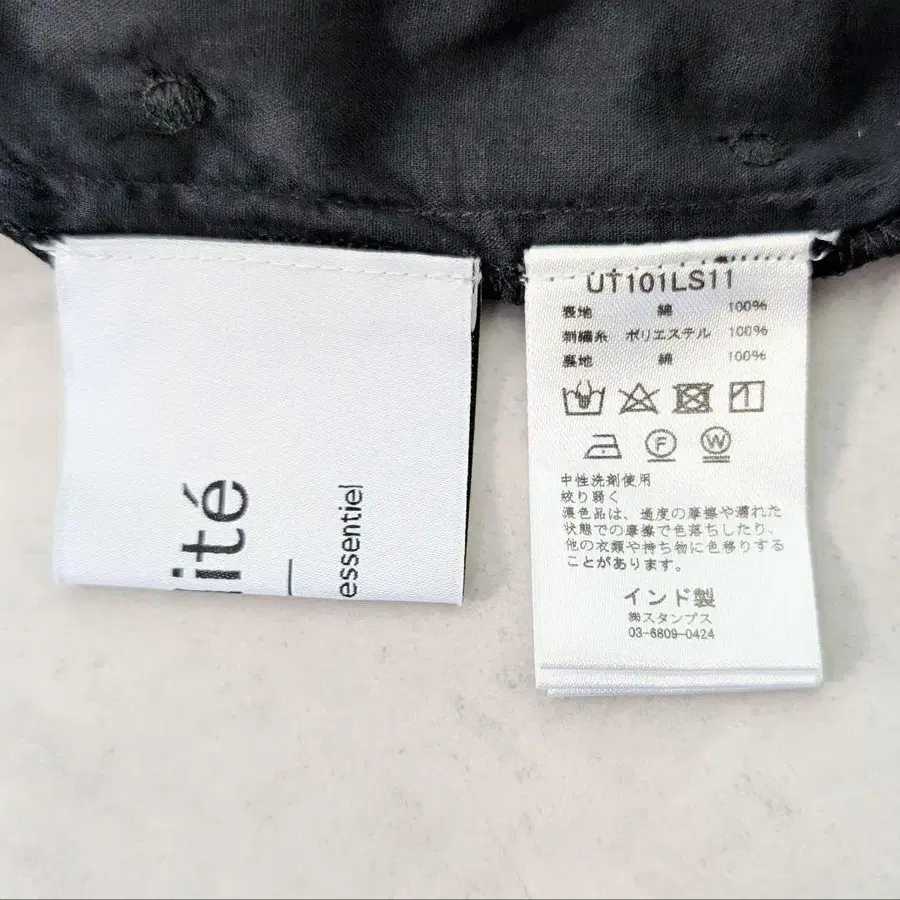 ité
essentiel
UT101LS11
表地 綿 100%
刺繍糸 ポリエステル 100%
裏地 綿 100%
F W
中性洗剤使用
絞り弱く
濃色品は、過度の摩擦や濡れた
状態での摩擦で色落ちしたり、
他の衣類や持ち物に色移りする
ことがあります。
インド製
㈱スタンプス
03-6809-0424